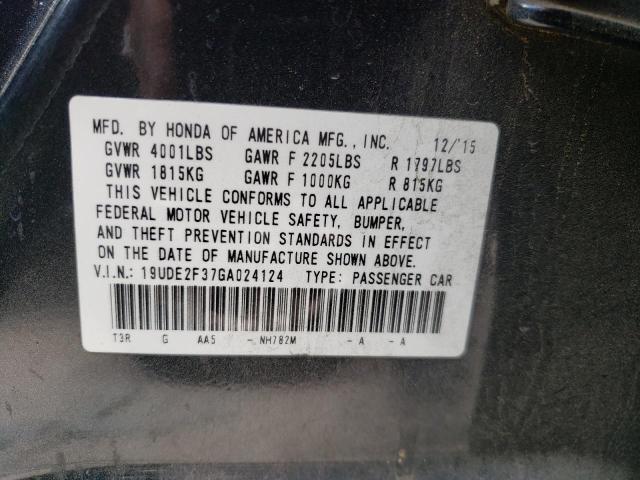 MFD. BY HONDA OF AMERICA MFG., INC. 12/'15
GVWR 4001LBS GAWR F 2205LBS R 1797LBS
GVWR 1815KG GAWR F 1000KG R 815KG
THIS VEHICLE CONFORMS TO ALL APPLICABLE
FEDERAL MOTOR VEHICLE SAFETY, BUMPER,
AND THEFT PREVENTION STANDARDS IN EFFECT
ON THE DATE OF MANUFACTURE SHOWN ABOVE.
V.I.N.: 19UDE2F37GA024124 TYPE: PASSENGER CAR
T3R G AA5 - NH782M - A - A